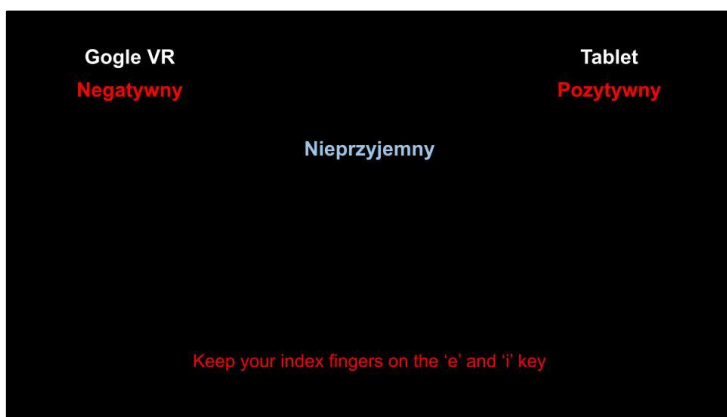 Gogle VR Tablet
Negatywny Pozytywny
Nieprzyjemny
Keep your index fingers on the ‘e’ and ‘i’ key